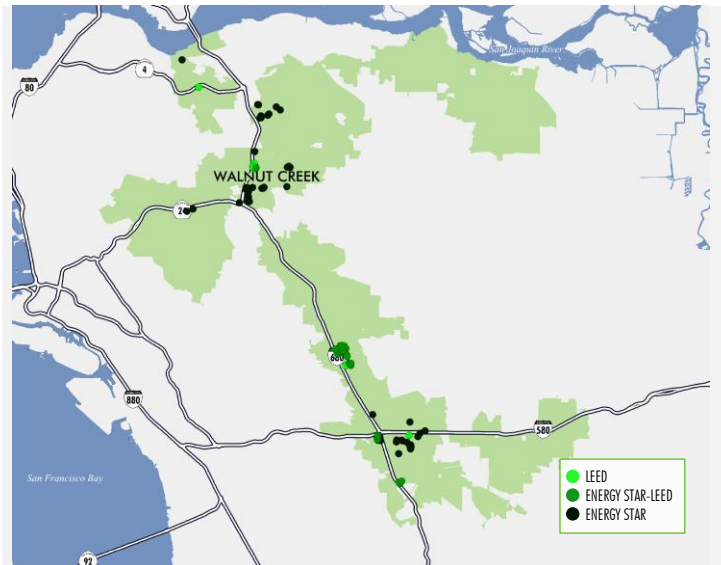 San Joaquin River
4
80
WALNUT CREEK
24
680
880
580
San Francisco Bay
92
LEED
ENERGY STAR-LEED
ENERGY STAR